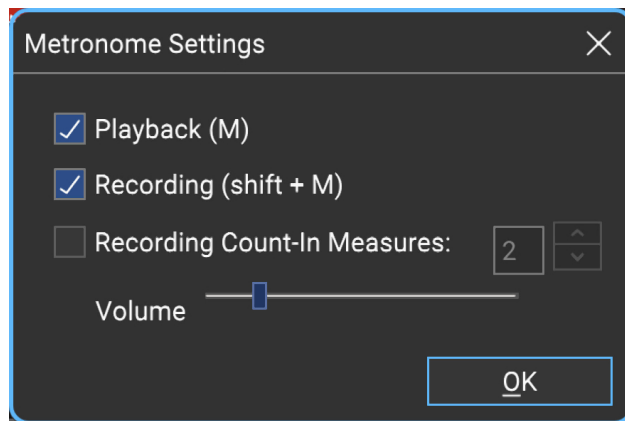 Metronome Settings
Playback (M)
Recording (shift + M)
Recording Count-In Measures: 2
Volume
OK